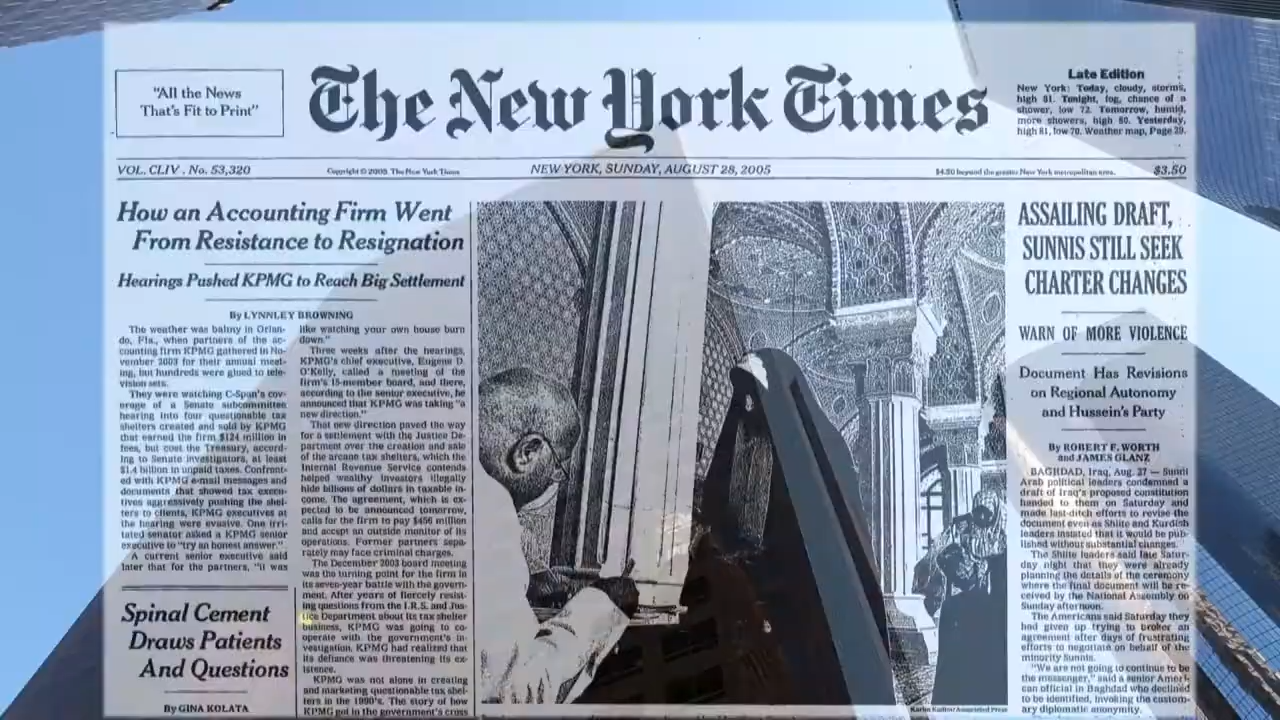 "All the News
That's Fit to Print"
The New York Times
Late Edition
New York: Today, cloudy, storms,
high 81. Tonight, fog, chance of a
shower, low 72. Tomorrow, humid,
more showers, high 80. Yesterday,
high 81, low 70. Weather map, Page 29.
VOL. CLIV . No. 53,320
Copyright © 2005 The New York Times
NEW YORK, SUNDAY, AUGUST 28, 2005
$4.50 beyond the greater New York metropolitan area.
$3.50
How an Accounting Firm Went
From Resistance to Resignation
Hearings Pushed KPMG to Reach Big Settlement
By LYNNLEY BROWNING
The weather was balmy in Orlan-
do, Fla., when partners of the ac-
counting firm KPMG gathered in No-
vember 2003 for their annual meet-
ing, but hundreds were glued to tele-
vision sets.
They were watching C-Span's cov-
erage of a Senate subcommittee
hearing into four questionable tax
shelters created and sold by KPMG
that earned the firm $124 million in
fees, but cost the Treasury, accord-
ing to Senate investigators, at least
$1.4 billion in unpaid taxes. Confront-
ed with KPMG e-mail messages and
documents that showed tax execu-
tives aggressively pushing the shel-
ters to clients, KPMG executives at
the hearing were evasive. One irri-
tated senator asked a KPMG senior
executive to "try an honest answer."
A current senior executive said
later that for the partners, "it was
like watching your own house burn
down."
Three weeks after the hearings,
KPMG's chief executive, Eugene D.
O'Kelly, called a meeting of the
firm's 15-member board, and there,
according to the senior executive, he
announced that KPMG was taking "a
new direction."
That new direction paved the way
for a settlement with the Justice De-
partment over the creation and sale
of the arcane tax shelters, which the
Internal Revenue Service contends
helped wealthy investors illegally
hide billions of dollars in taxable in-
come. The agreement, which is ex-
pected to be announced tomorrow,
calls for the firm to pay $456 million
and accept an outside monitor of its
operations. Former partners sepa-
rately may face criminal charges.
The December 2003 board meeting
was the turning point for the firm in
its seven-year battle with the govern-
ment. After years of fiercely resist-
ing questions from the I.R.S. and Jus-
tice Department about its tax shelter
business, KPMG was going to co-
operate with the government's in-
vestigation. KPMG had realized that
its defiance was threatening its ex-
istence.
KPMG was not alone in creating
and marketing questionable tax shel-
ters in the 1990's. The story of how
KPMG got in the government's cross
Spinal Cement
Draws Patients
And Questions
By GINA KOLATA
Karim Kadim/Associated Press
ASSAILING DRAFT,
SUNNIS STILL SEEK
CHARTER CHANGES
WARN OF MORE VIOLENCE
Document Has Revisions
on Regional Autonomy
and Hussein's Party
By ROBERT F. WORTH
and JAMES GLANZ
BAGHDAD, Iraq, Aug. 27 — Sunni
Arab political leaders condemned a
draft of Iraq's proposed constitution
handed to them on Saturday and
made last-ditch efforts to revise the
document even as Shiite and Kurdish
leaders insisted that it would be pub-
lished without substantial changes.
The Shiite leaders said late Satur-
day night that they were already
planning the details of the ceremony
where the final document will be re-
ceived by the National Assembly on
Sunday afternoon.
The Americans said Saturday they
had given up trying to broker an
agreement after days of frustrating
efforts to negotiate on behalf of the
minority Sunnis.
"We are not going to continue to be
the messenger," said a senior Ameri-
can official in Baghdad who declined
to be identified, invoking the custom-
ary diplomatic anonymity.